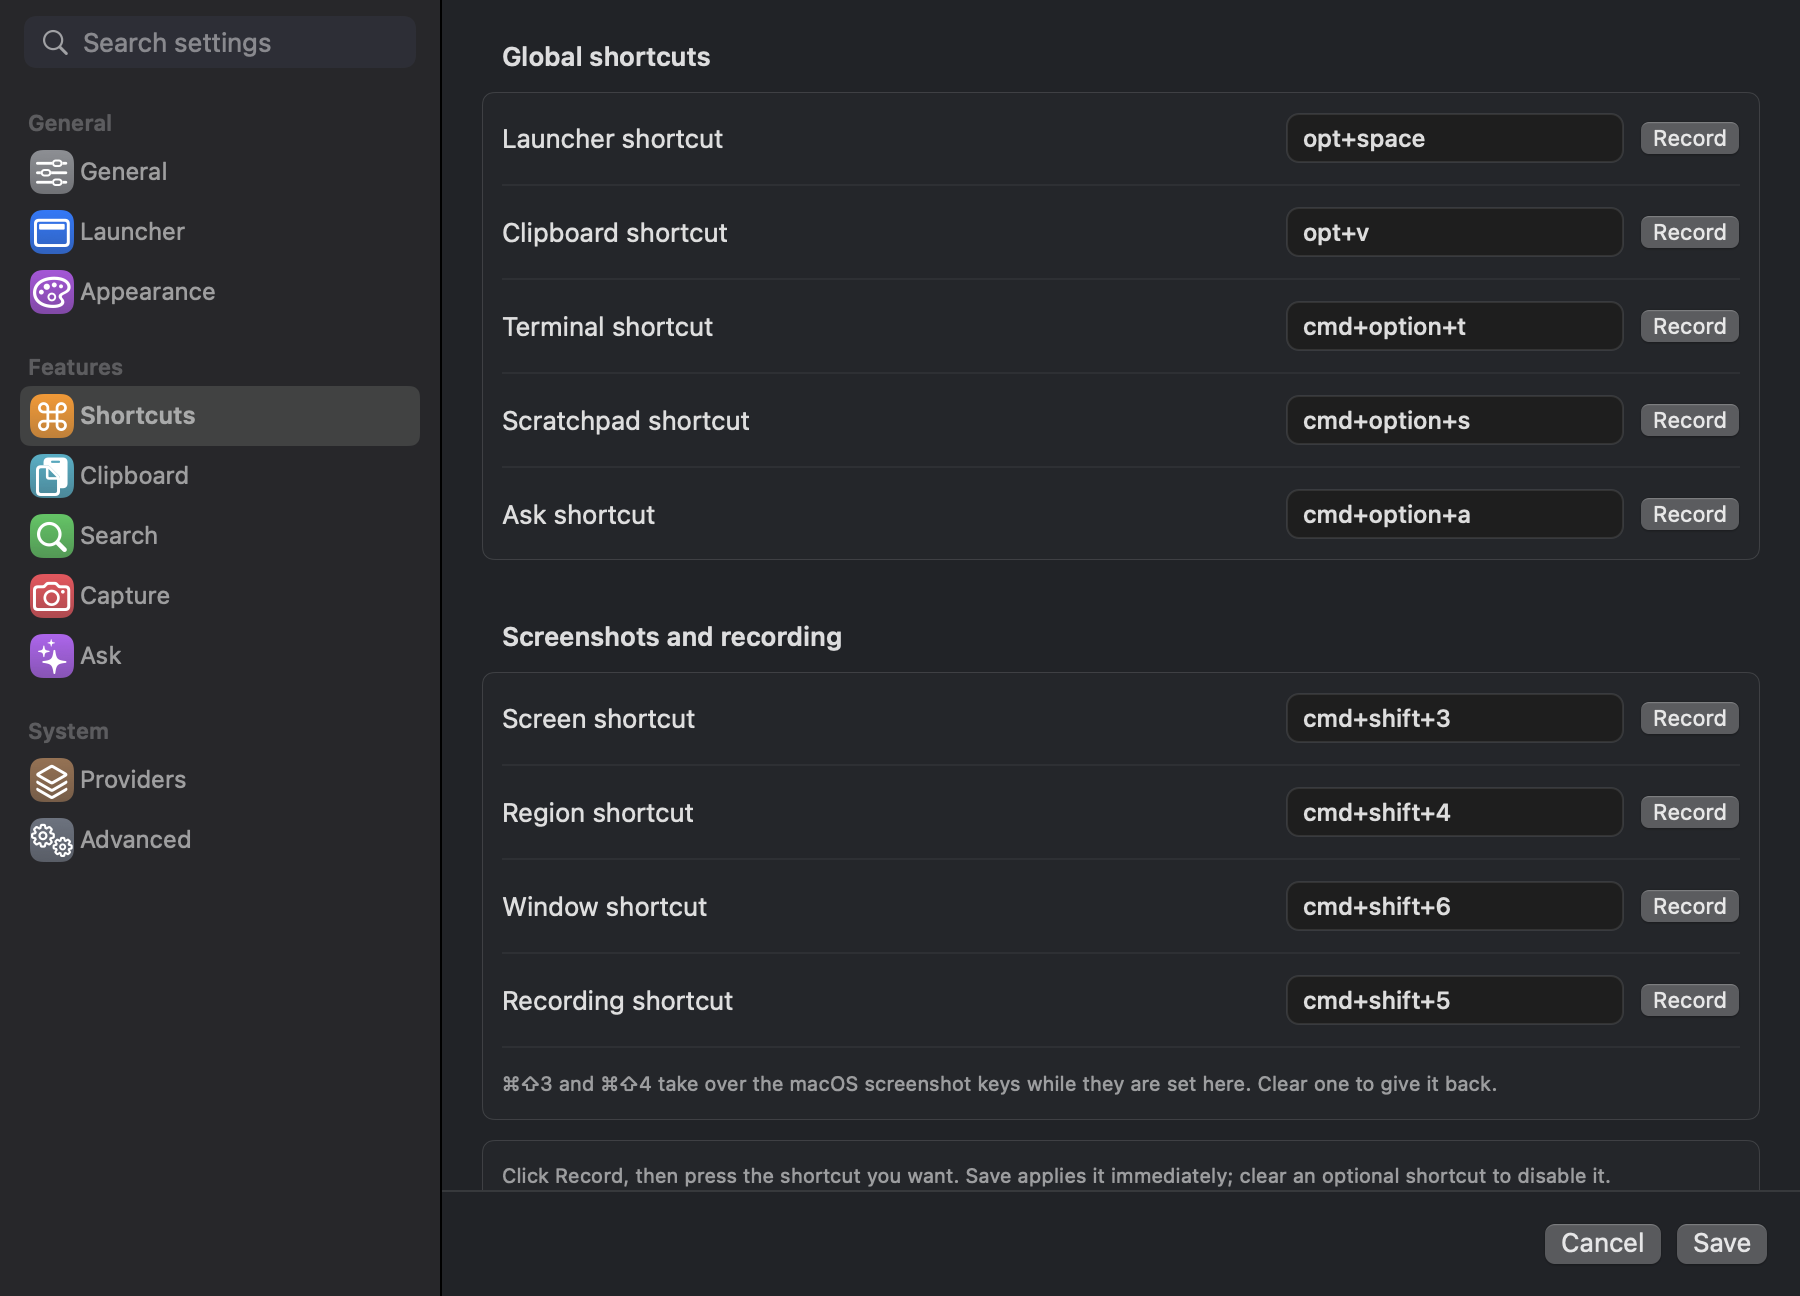 Search settings
General
General
Launcher
Appearance
Features
Shortcuts
Clipboard
Search
Capture
Ask
System
Providers
Advanced
Global shortcuts
Launcher shortcut opt+space Record
Clipboard shortcut opt+v Record
Terminal shortcut cmd+option+t Record
Scratchpad shortcut cmd+option+s Record
Ask shortcut cmd+option+a Record
Screenshots and recording
Screen shortcut cmd+shift+3 Record
Region shortcut cmd+shift+4 Record
Window shortcut cmd+shift+6 Record
Recording shortcut cmd+shift+5 Record
⌘⇧3 and ⌘⇧4 take over the macOS screenshot keys while they are set here. Clear one to give it back.
Click Record, then press the shortcut you want. Save applies it immediately; clear an optional shortcut to disable it.
Cancel Save